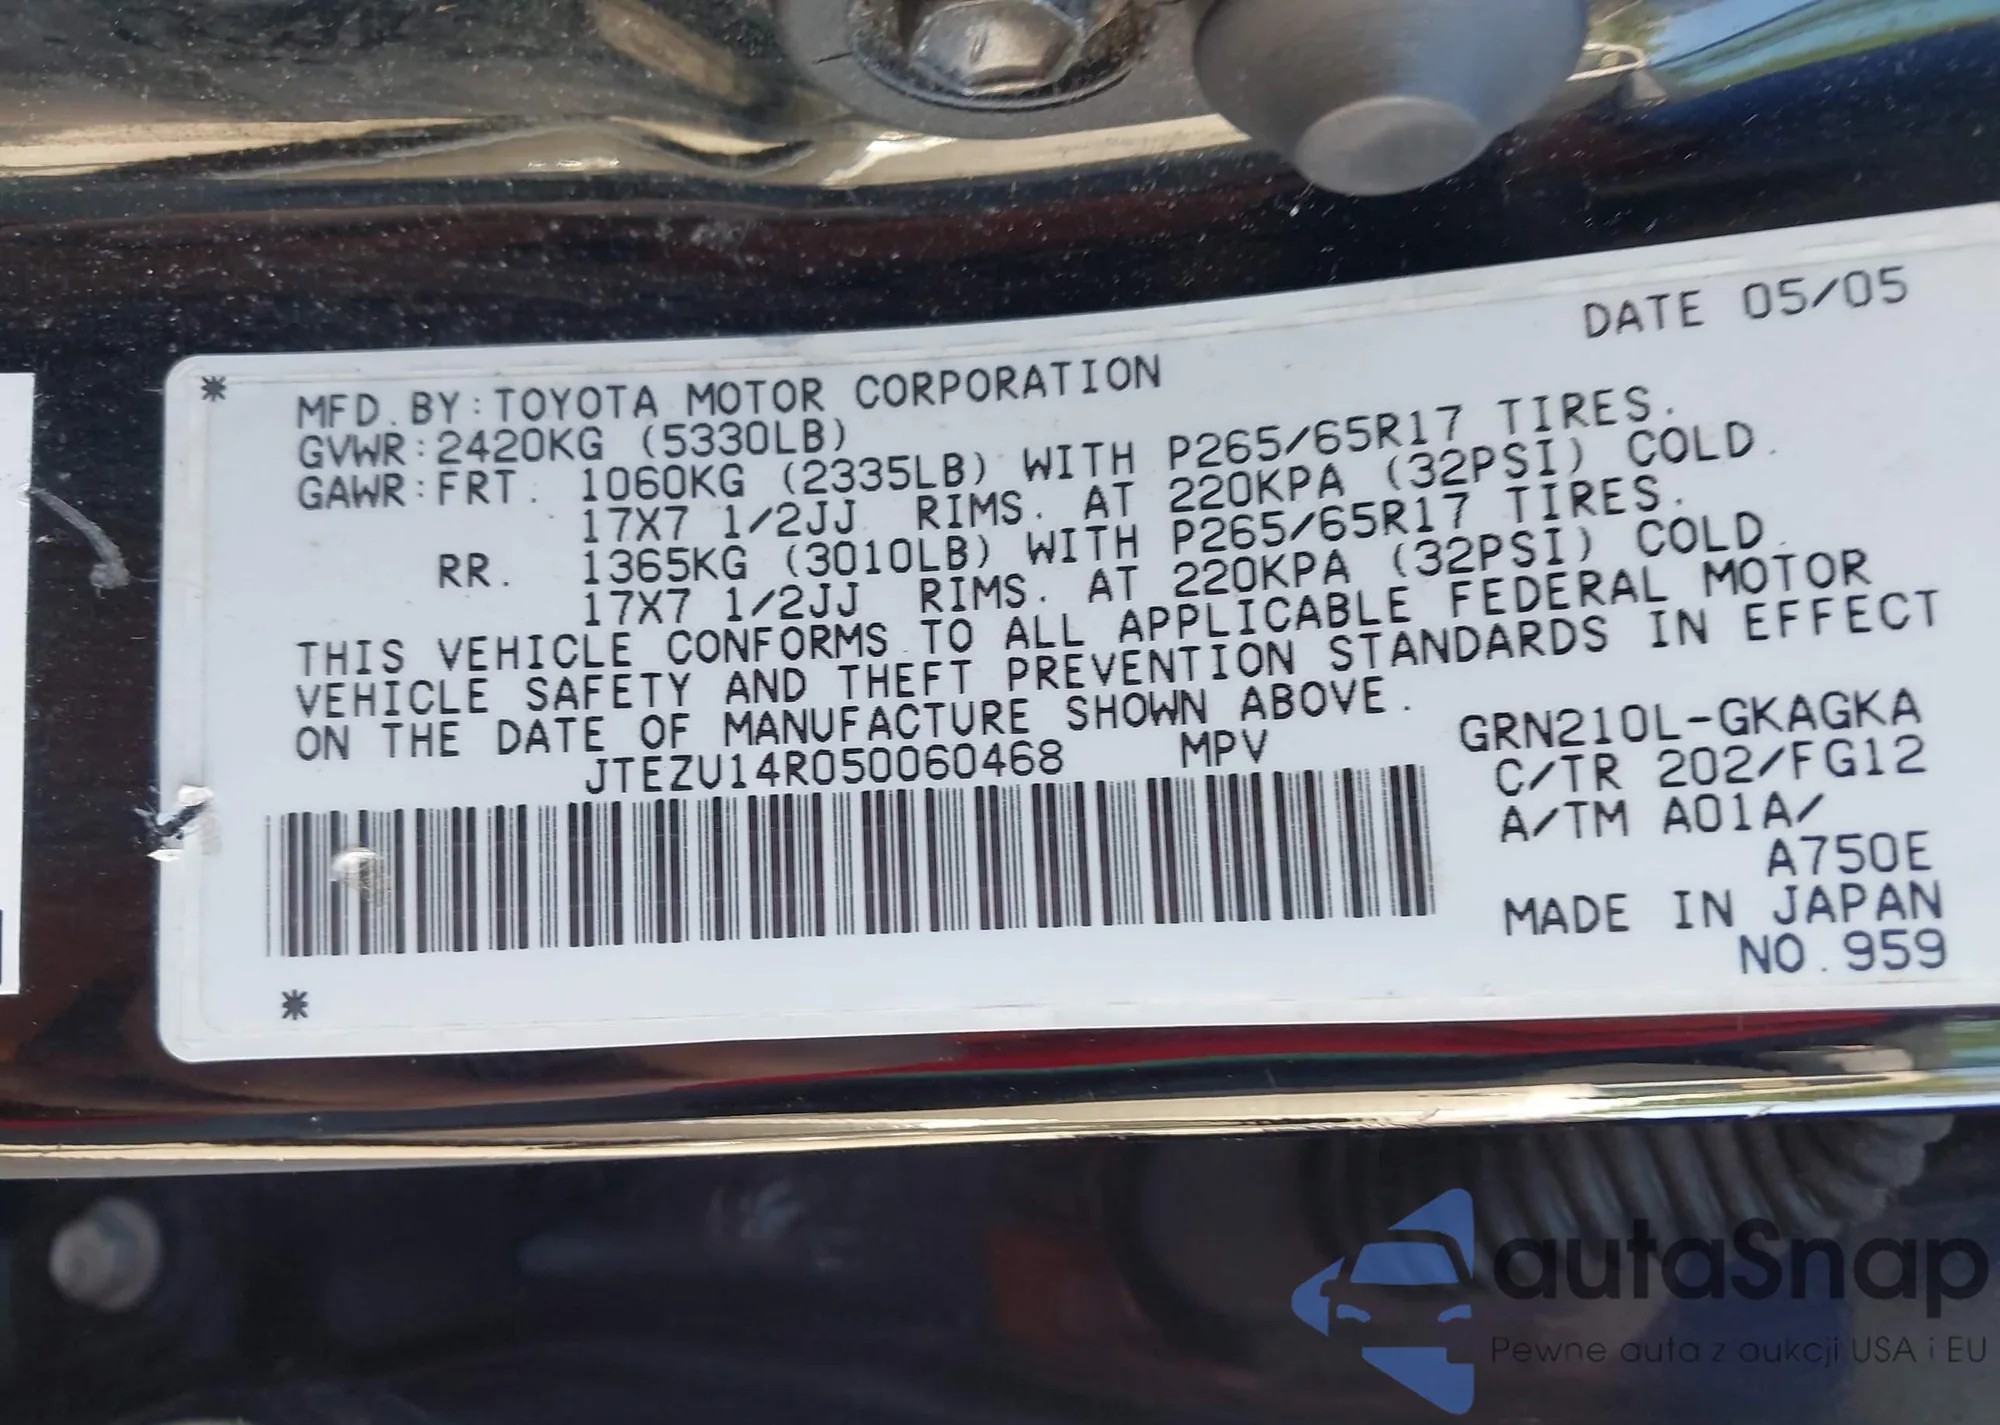 DATE 05/05
MFD.BY:TOYOTA MOTOR CORPORATION
GVWR:2420KG (5330LB)
GAWR:FRT. 1060KG (2335LB) WITH P265/65R17 TIRES.
17X7 1/2JJ RIMS. AT 220KPA (32PSI) COLD.
RR. 1365KG (3010LB) WITH P265/65R17 TIRES.
17X7 1/2JJ RIMS. AT 220KPA (32PSI) COLD.
THIS VEHICLE CONFORMS TO ALL APPLICABLE FEDERAL MOTOR
VEHICLE SAFETY AND THEFT PREVENTION STANDARDS IN EFFECT
ON THE DATE OF MANUFACTURE SHOWN ABOVE.
JTEZU14R050060468 MPV
GRN210L-GKAGKA
C/TR 202/FG12
A/TM A01A/
A750E
MADE IN JAPAN
NO.959
autaSnap
Pewne auta z aukcji USA i EU